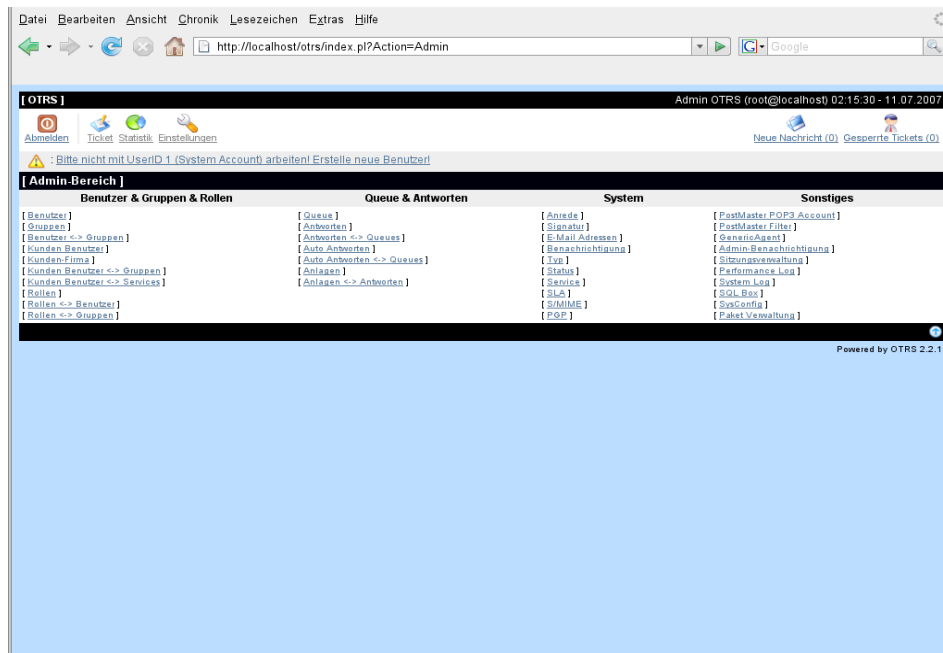 Datei Bearbeiten Ansicht Chronik Lesezeichen Extras Hilfe
http://localhost/otrs/index.pl?Action=Admin
G Google
[ OTRS ] Admin OTRS (root@localhost) 02:15:30 - 11.07.2007
Abmelden Ticket Statistik Einstellungen Neue Nachricht (0) Gesperrte Tickets (0)
: Bitte nicht mit UserID 1 (System Account) arbeiten! Erstelle neue Benutzer!
[ Admin-Bereich ]
Benutzer & Gruppen & Rollen Queue & Antworten System Sonstiges
[ Benutzer ] [ Queue ] [ Anrede ] [ PostMaster POP3 Account ]
[ Gruppen ] [ Antworten ] [ Signatur ] [ PostMaster Filter ]
[ Benutzer <-> Gruppen ] [ Antworten <-> Queues ] [ E-Mail Adressen ] [ GenericAgent ]
[ Kunden Benutzer ] [ Auto Antworten ] [ Benachrichtigung ] [ Admin-Benachrichtigung ]
[ Kunden-Firma ] [ Auto Antworten <-> Queues ] [ Typ ] [ Sitzungsverwaltung ]
[ Kunden Benutzer <-> Gruppen ] [ Anlagen ] [ Status ] [ Performance Log ]
[ Kunden Benutzer <-> Services ] [ Anlagen <-> Antworten ] [ Service ] [ System Log ]
[ Rollen ] [ SLA ] [ SQL Box ]
[ Rollen <-> Benutzer ] [ S/MIME ] [ SysConfig ]
[ Rollen <-> Gruppen ] [ PGP ] [ Paket Verwaltung ]
Powered by OTRS 2.2.1